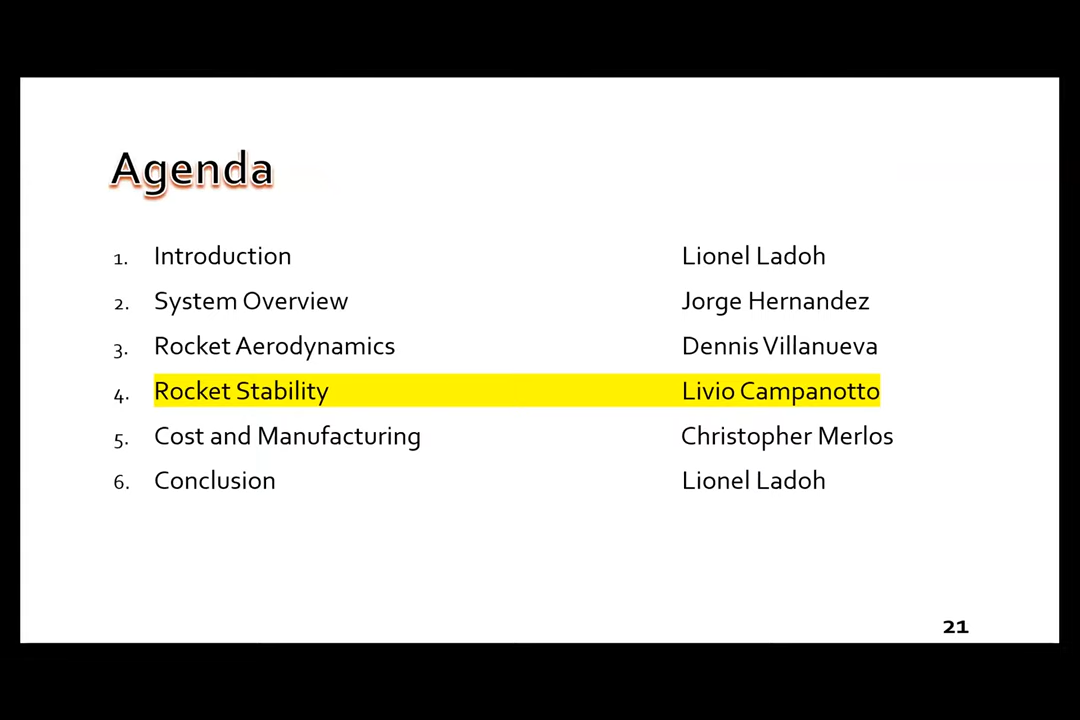 Agenda
1. Introduction Lionel Ladoh
2. System Overview Jorge Hernandez
3. Rocket Aerodynamics Dennis Villanueva
4. Rocket Stability Livio Campanotto
5. Cost and Manufacturing Christopher Merlos
6. Conclusion Lionel Ladoh
21